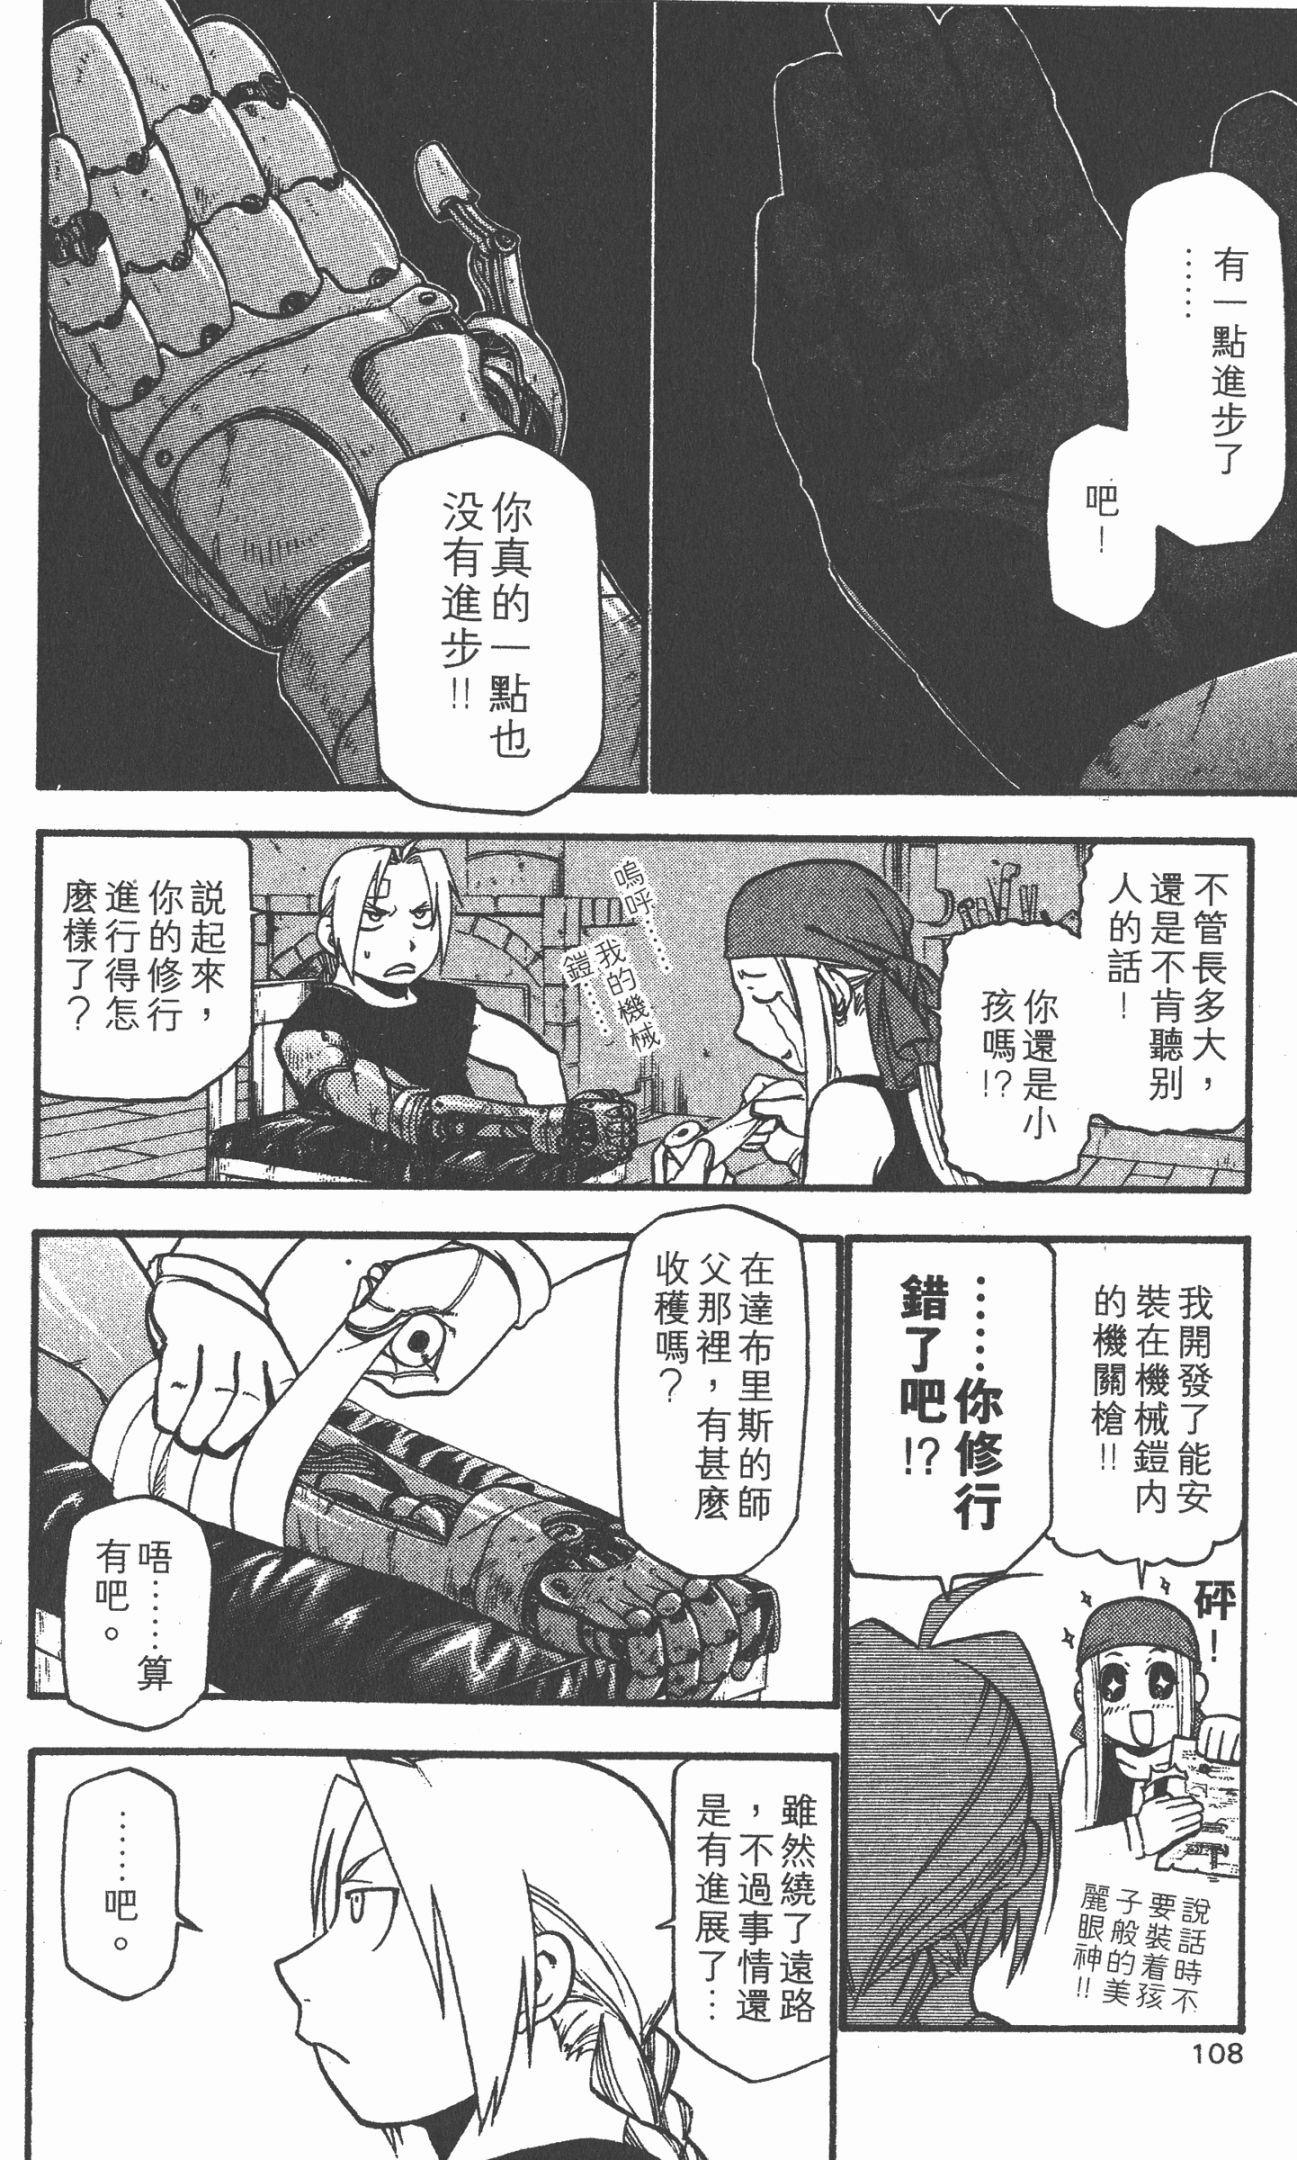 有一點進步了
……
吧！
你真的一點也
没有進步!!
不管長多大，
還是不肯聽別
人的話！
你還是小
孩嗎!?
嗚呼……
我的機械
鎧……
說起來，
你的修行
進行得怎
麼樣了？
我開發了能安
裝在機械鎧內
的機關槍!!
砰！
……你修行
錯了吧!?
說話時不
要裝着孩
子般的美
麗眼神!!
在達布里斯的師
父那裡，有甚麼
收穫嗎？
唔……算
有吧。
雖然繞了遠路
，不過事情還
是有進展了…
……吧。
108